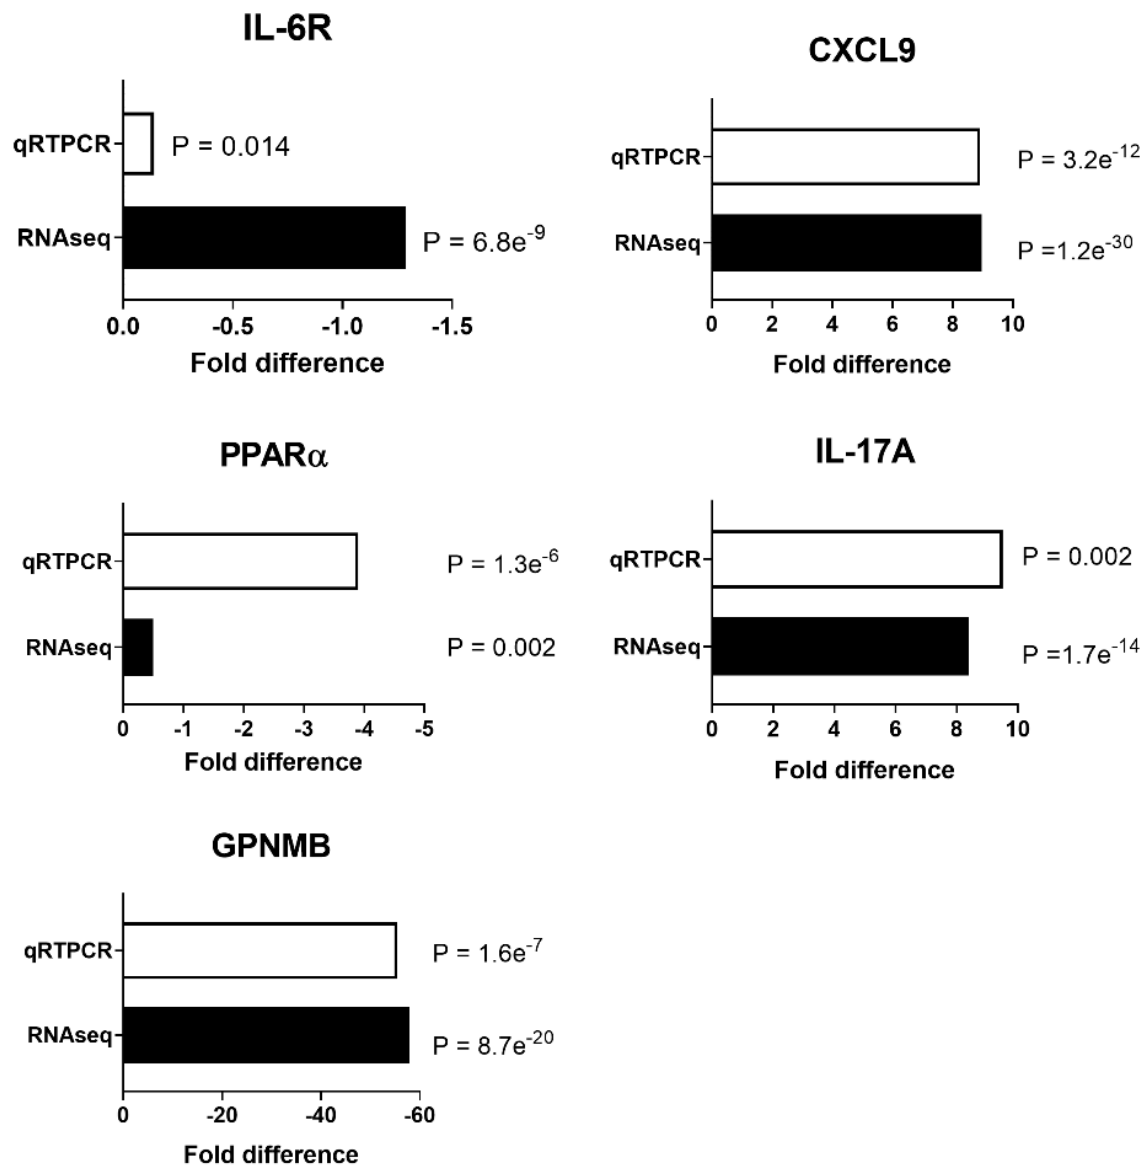 IL-6R
qRTPCR
P = 0.014
RNAseq
P = 6.8e-9
0.0 -0.5 -1.0 -1.5
Fold difference
CXCL9
qRTPCR
P = 3.2e-12
RNAseq
P =1.2e-30
0 2 4 6 8 10
Fold difference
PPARα
qRTPCR
P = 1.3e-6
RNAseq
P = 0.002
0 -1 -2 -3 -4 -5
Fold difference
IL-17A
qRTPCR
P = 0.002
RNAseq
P =1.7e-14
0 2 4 6 8 10
Fold difference
GPNMB
qRTPCR
P = 1.6e-7
RNAseq
P = 8.7e-20
0 -20 -40 -60
Fold difference